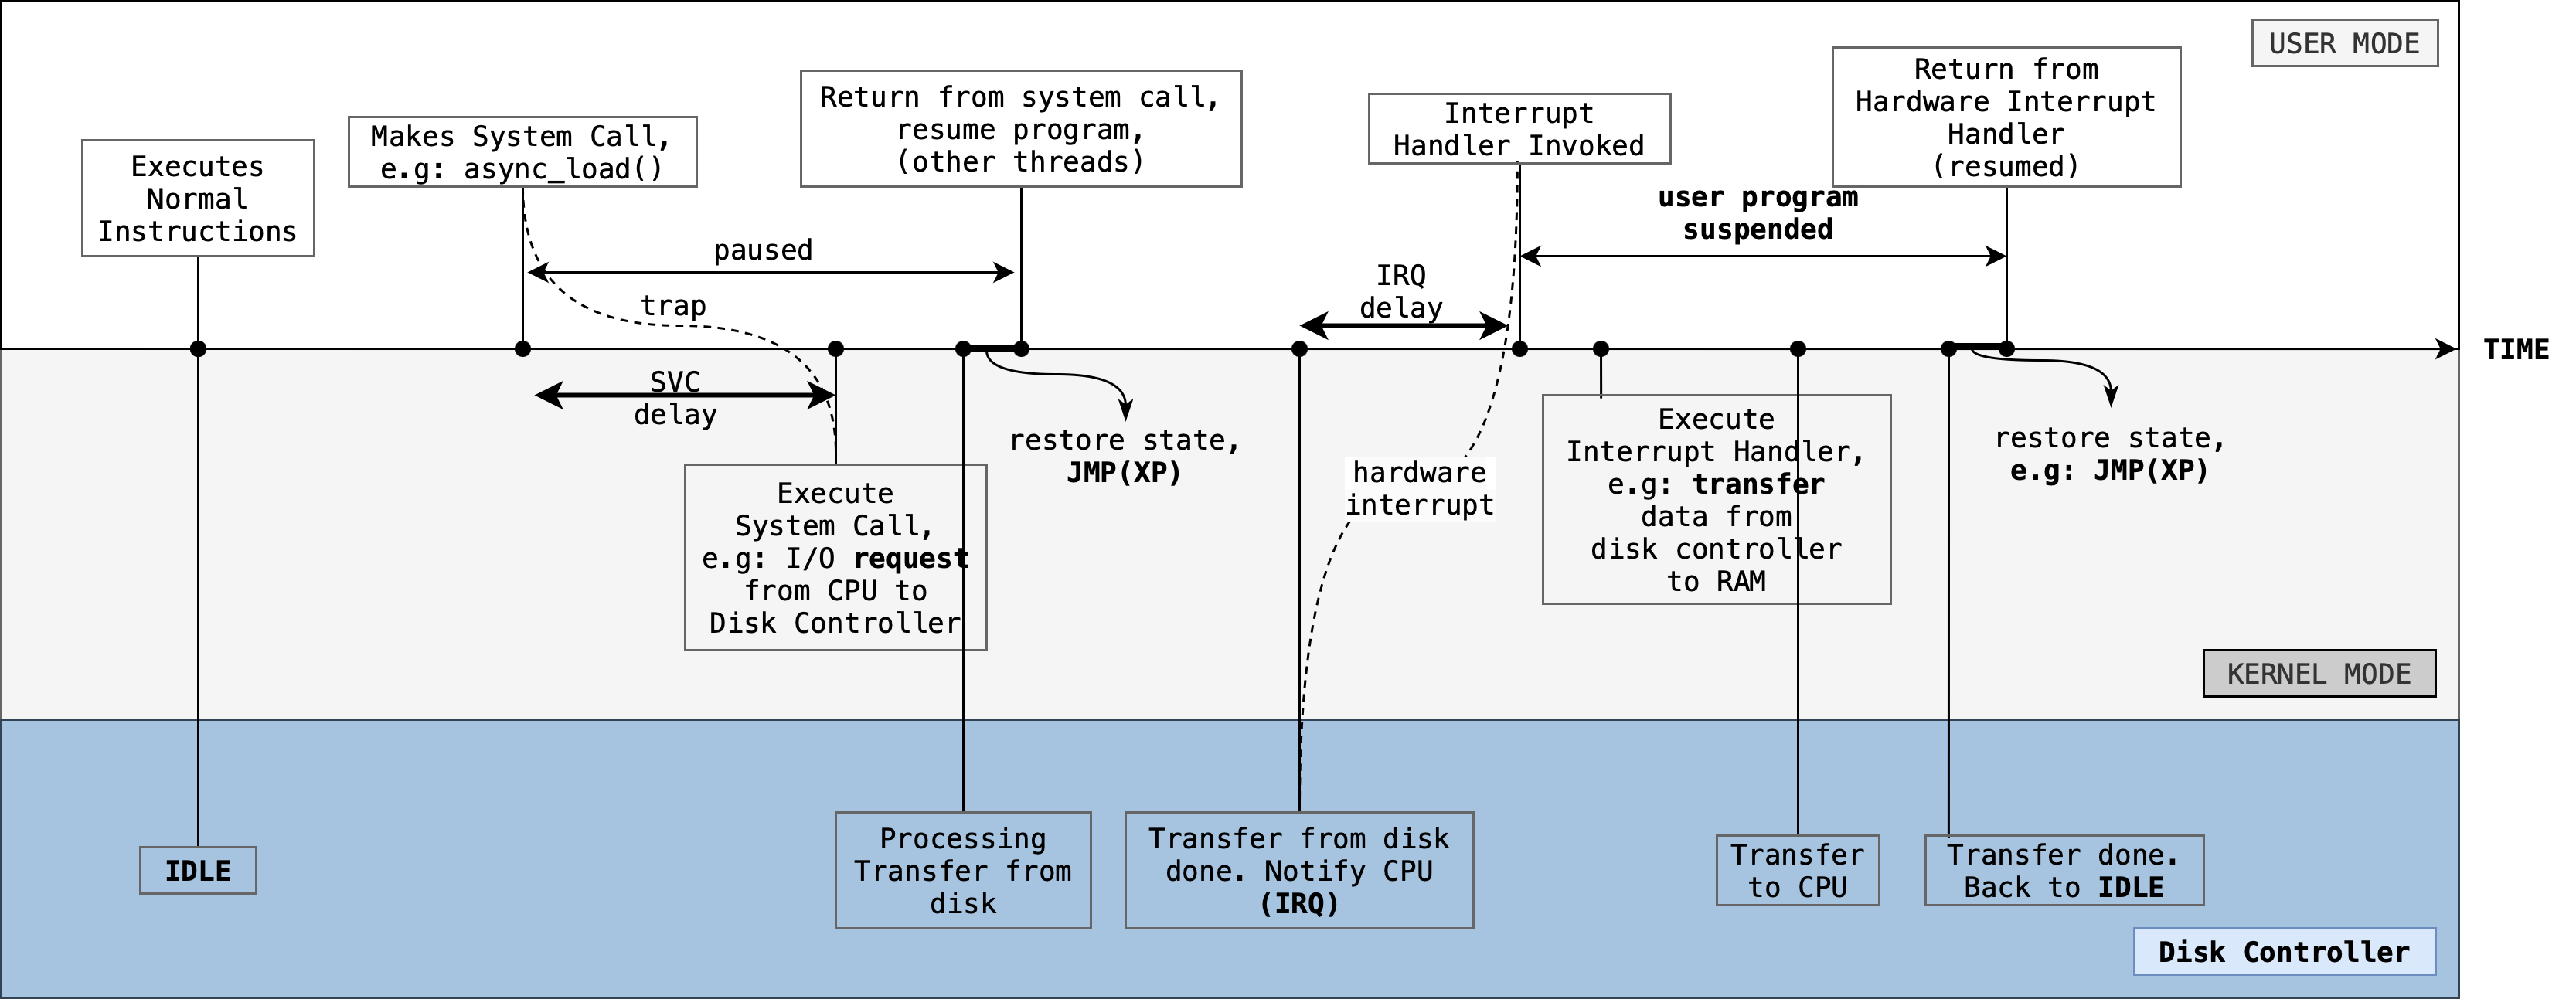 USER MODE
Executes
Normal
Instructions
Makes System Call,
e.g: async_load()
Return from system call,
resume program,
(other threads)
Interrupt
Handler Invoked
Return from
Hardware Interrupt
Handler
(resumed)
paused
trap
user program
suspended
IRQ
delay
TIME
SVC
delay
restore state,
JMP(XP)
Execute
System Call,
e.g: I/O request
from CPU to
Disk Controller
hardware
interrupt
Execute
Interrupt Handler,
e.g: transfer
data from
disk controller
to RAM
restore state,
e.g: JMP(XP)
KERNEL MODE
IDLE
Processing
Transfer from
disk
Transfer from disk
done. Notify CPU
(IRQ)
Transfer
to CPU
Transfer done.
Back to IDLE
Disk Controller